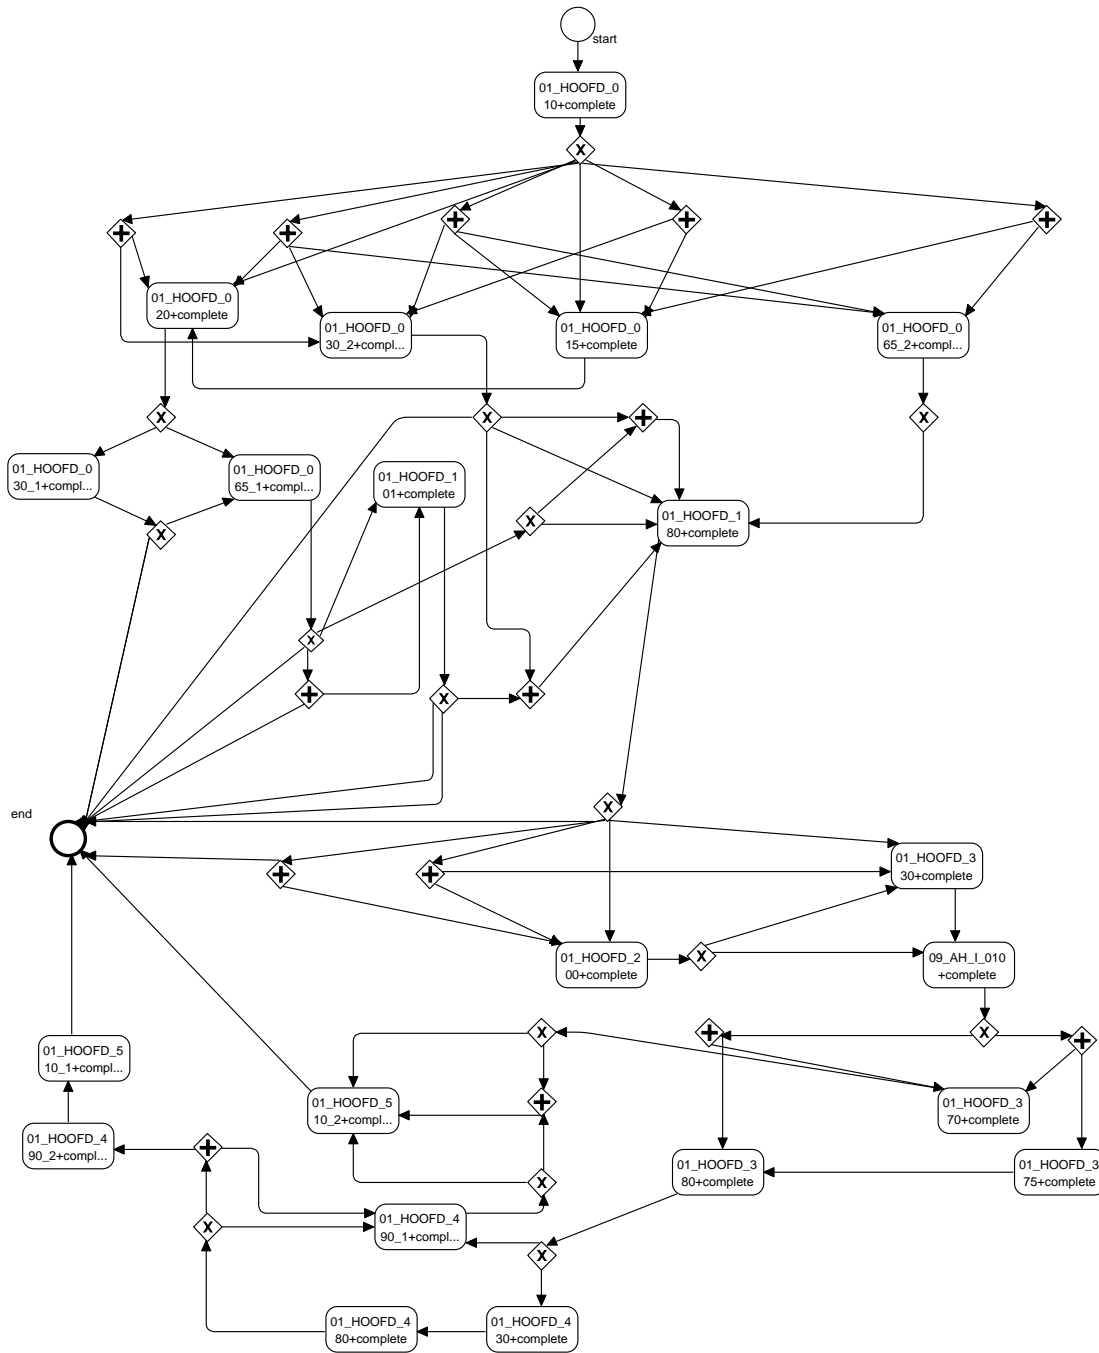 start
01_HOOFD_0
10+complete
X
01_HOOFD_0
20+complete
01_HOOFD_0
30_2+compl...
01_HOOFD_0
15+complete
01_HOOFD_0
65_2+compl...
X
X
X
01_HOOFD_0
30_1+compl...
01_HOOFD_0
65_1+compl...
01_HOOFD_1
01+complete
01_HOOFD_1
80+complete
X
X
X
X
end
X
01_HOOFD_3
30+complete
01_HOOFD_2
00+complete
X
09_AH_I_010
+complete
X
X
01_HOOFD_5
10_1+compl...
01_HOOFD_5
10_2+compl...
01_HOOFD_3
70+complete
01_HOOFD_4
90_2+compl...
01_HOOFD_3
80+complete
01_HOOFD_3
75+complete
X
01_HOOFD_4
90_1+compl...
X
X
01_HOOFD_4
80+complete
01_HOOFD_4
30+complete